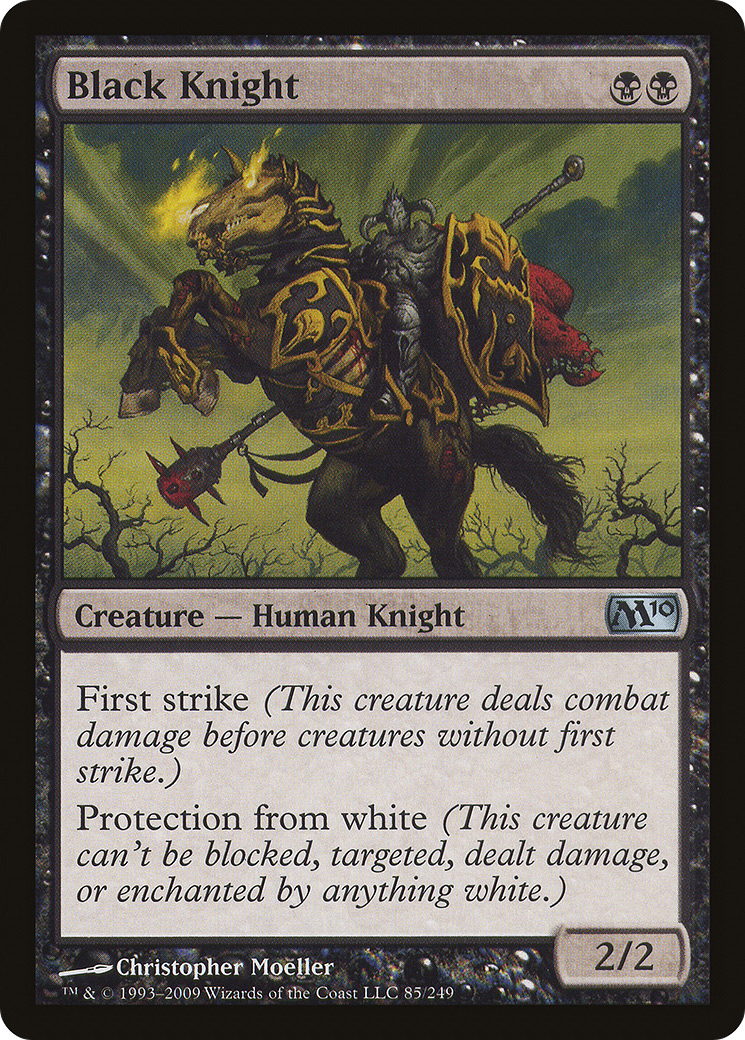 Black Knight
Creature — Human Knight
M10
First strike (This creature deals combat
damage before creatures without first
strike.)
Protection from white (This creature
can't be blocked, targeted, dealt damage,
or enchanted by anything white.)
2/2
Christopher Moeller
™ & © 1993–2009 Wizards of the Coast LLC 85/249